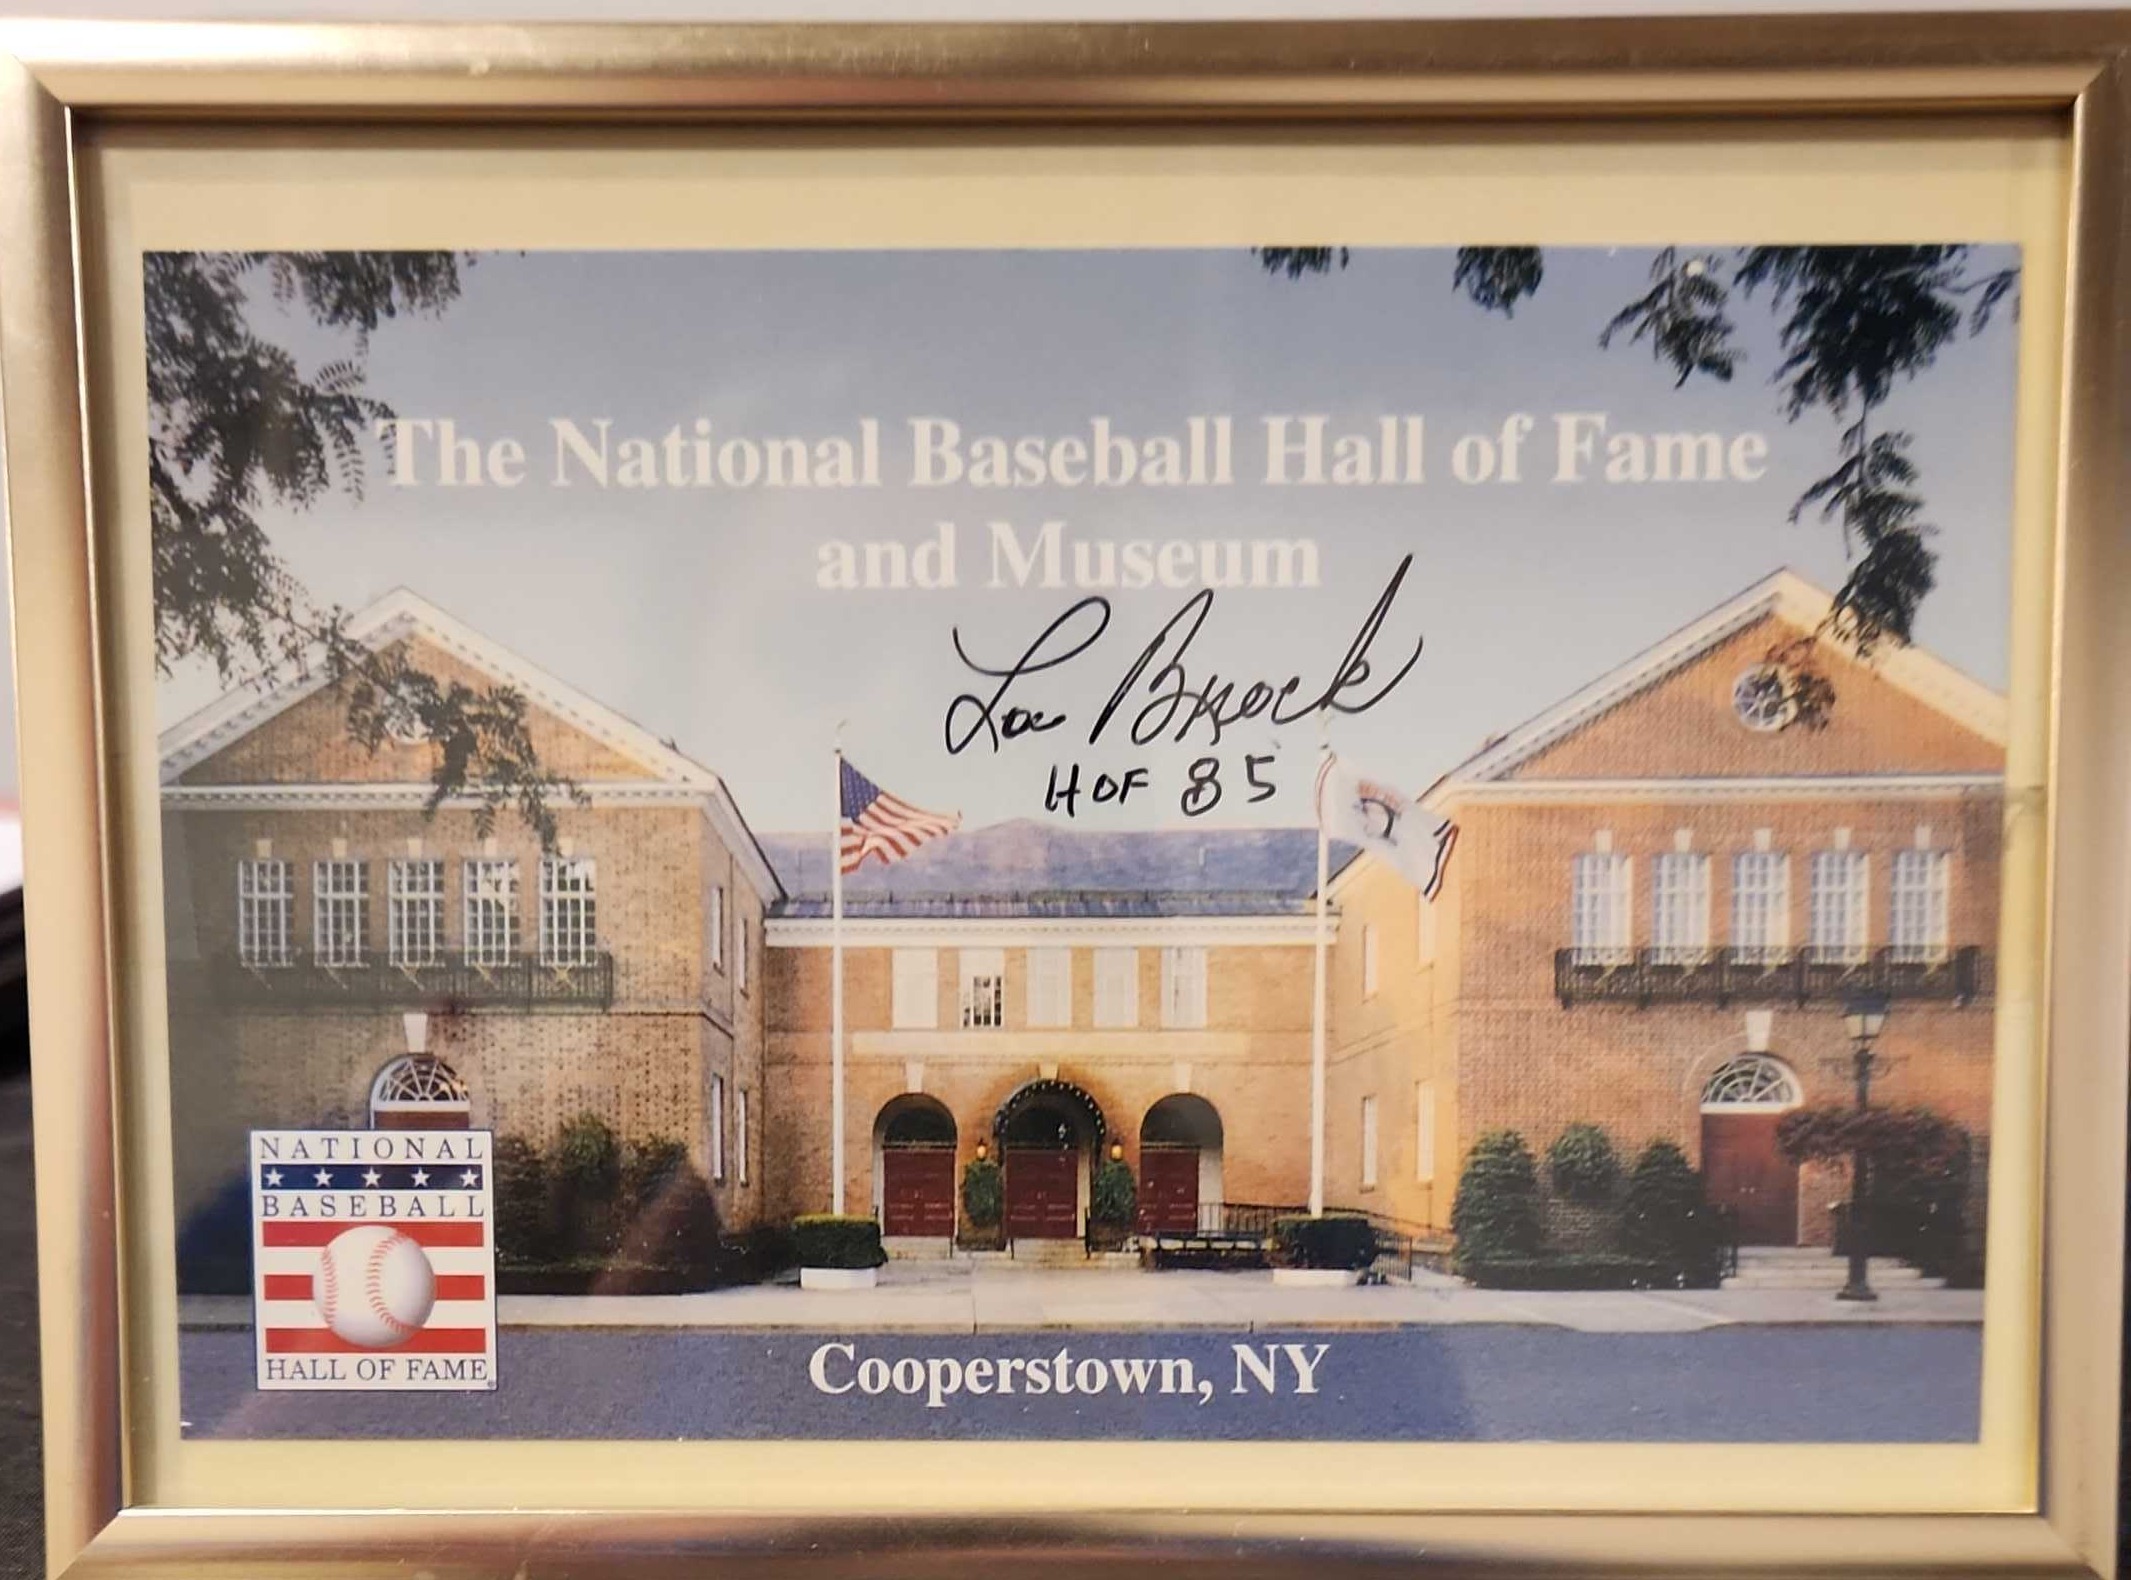 The National Baseball Hall of Fame
and Museum
Lou Brock
HOF 85
NATIONAL
BASEBALL
HALL OF FAME
Cooperstown, NY